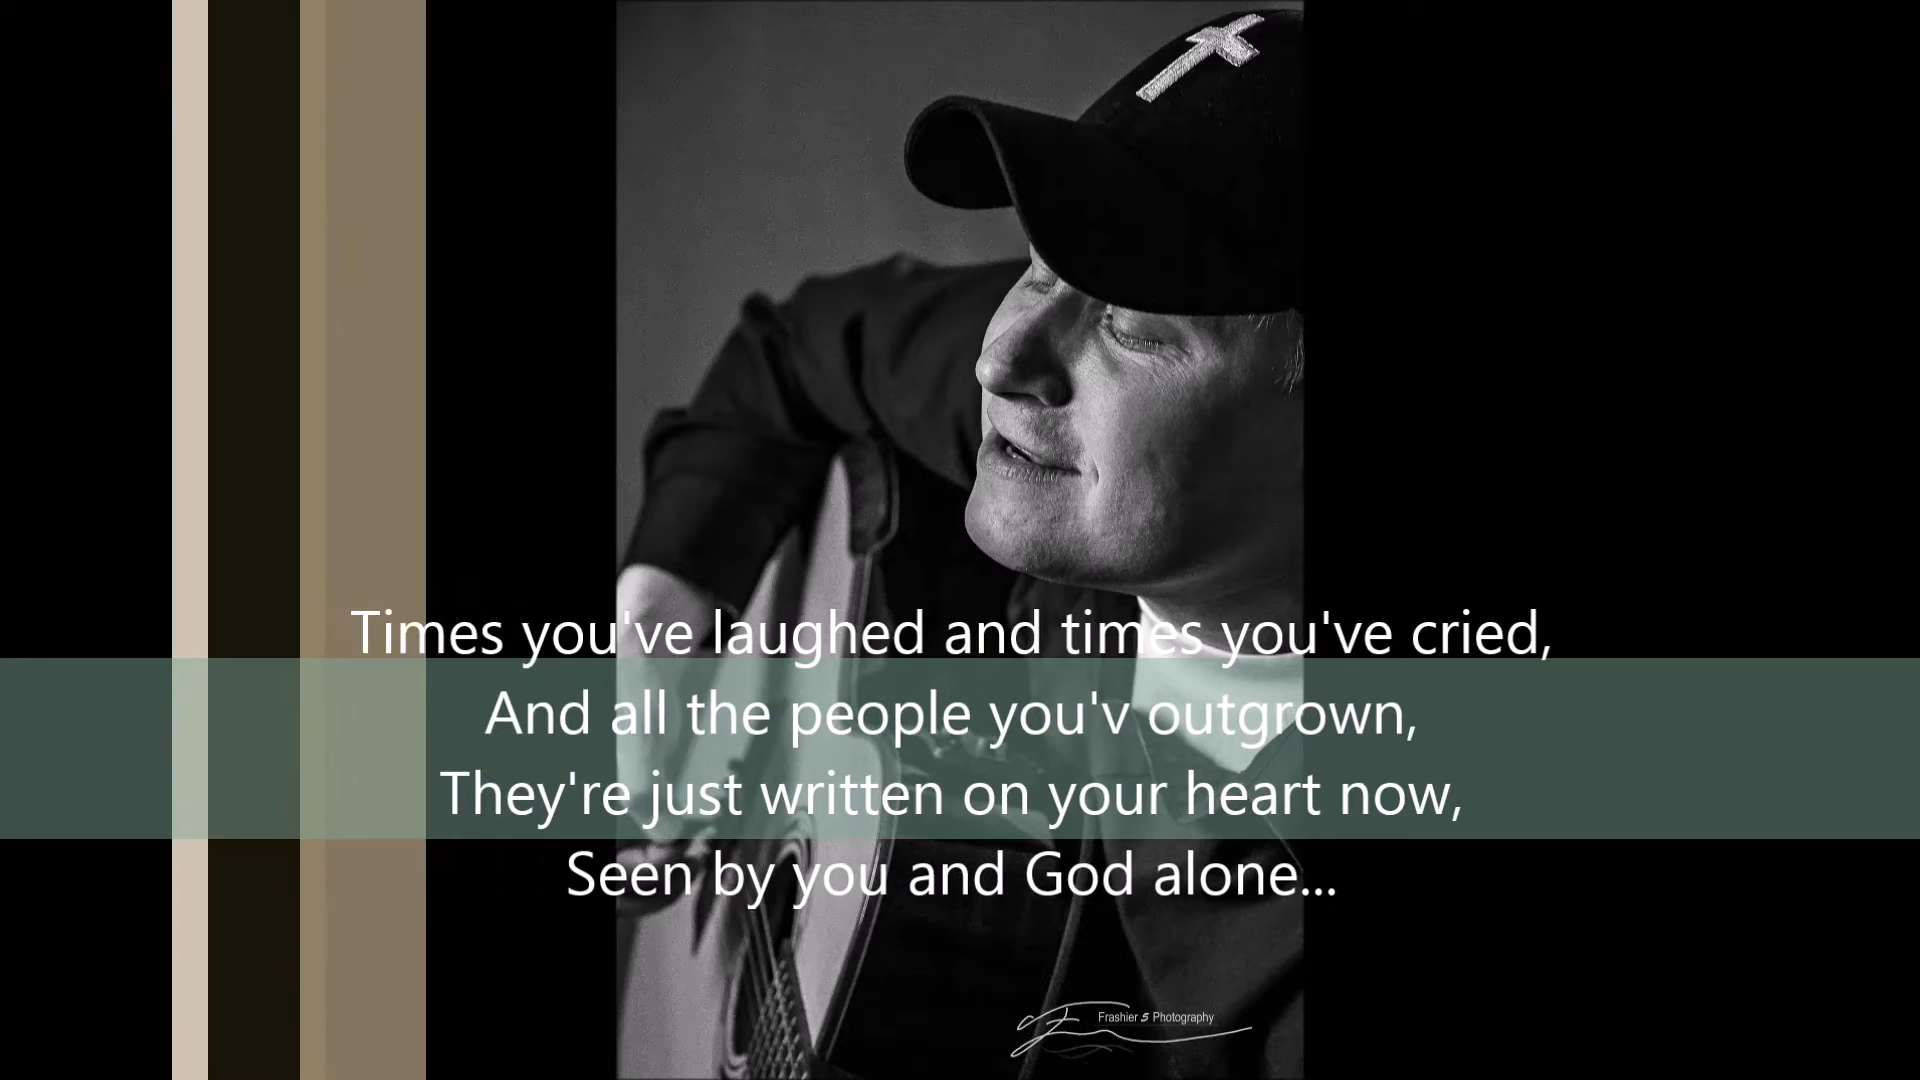 Times you've laughed and times you've cried,
And all the people you'v outgrown,
They're just written on your heart now,
Seen by you and God alone...
Frashier 5 Photography